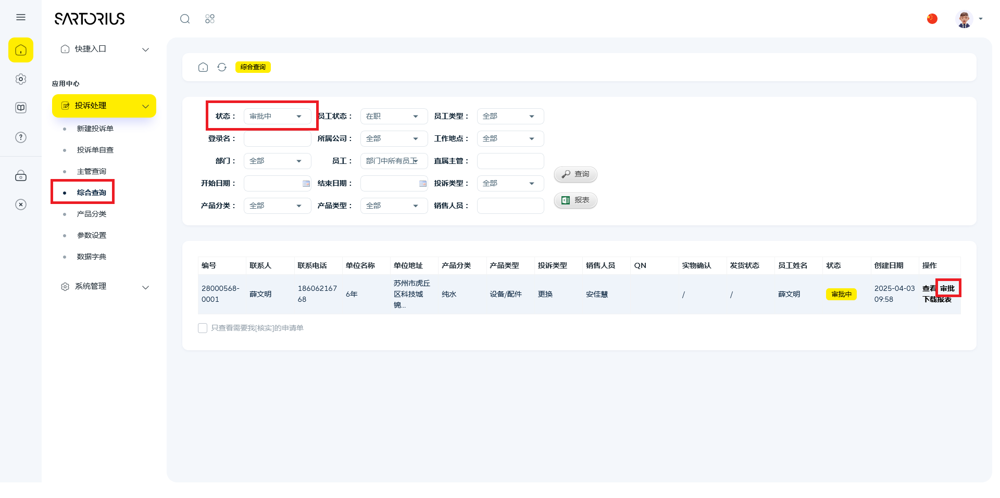 SARTORIUS
快捷入口
应用中心
投诉处理
新建投诉单
投诉单自查
主管查询
综合查询
产品分类
参数设置
数据字典
系统管理
综合查询
状态： 审批中 员工状态： 在职 员工类型： 全部
登录名： 所属公司： 全部 工作地点： 全部
部门： 全部 员工： 部门中所有员工 直属主管：
开始日期： 结束日期： 投诉类型： 全部
产品分类： 全部 产品类型： 全部 销售人员：
查询
报表
编号 联系人 联系电话 单位名称 单位地址 产品分类 产品类型 投诉类型 销售人员 QN 实物确认 发货状态 员工姓名 状态 创建日期 操作
28000568-
0001
薛文明
186062167
68
6年
苏州市虎丘
区科技城
锦...
纯水
设备/配件
更换
安佳慧
/
/
薛文明
审批中
2025-04-03
09:58
查看 审批
下载报表
只查看需要我[核实]的申请单